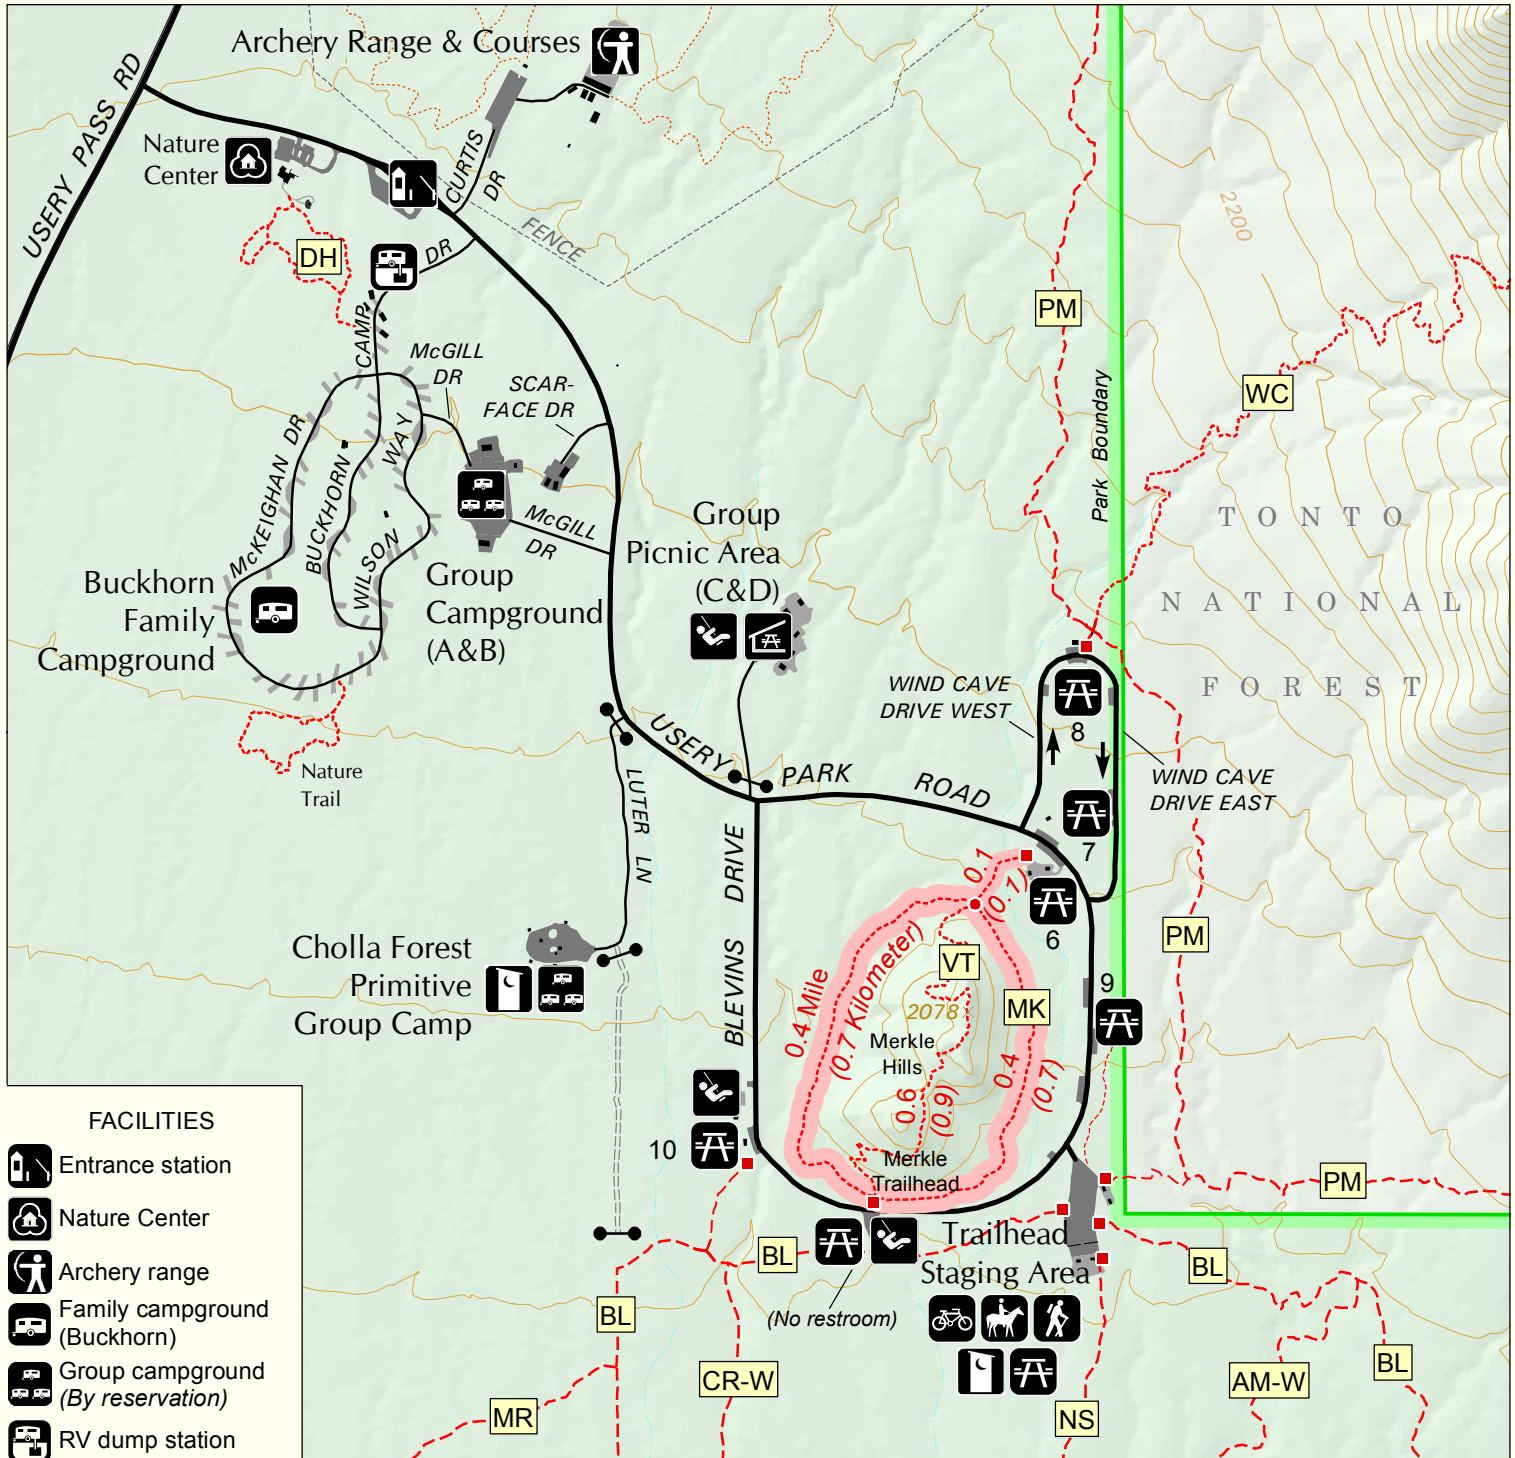 Archery Range & Courses
USERY PASS RD
Nature
Center
CURTIS
DR
FENCE
DH
DR
CAMP
McGILL
DR
SCAR-
FACE DR
McKEIGHAN DR
BUCKHORN
WAY
WILSON
McGILL
DR
Buckhorn
Family
Campground
Group
Campground
(A&B)
Group
Picnic Area
(C&D)
Nature
Trail
PM
Park Boundary
2200
WC
TONTO
NATIONAL
FOREST
WIND CAVE
DRIVE WEST
8
WIND CAVE
DRIVE EAST
7
USERY
PARK
ROAD
LUTER LN
BLEVINS DRIVE
0.1
(0.1)
6
VT
MK
PM
9
0.4 Mile
(0.7 Kilometer)
2078
Merkle
Hills
0.6
(0.9)
0.4
(0.7)
Merkle
Trailhead
Cholla Forest
Primitive
Group Camp
10
PM
BL
BL
(No restroom)
Trailhead
Staging Area
BL
CR-W
MR
NS
AM-W
BL
FACILITIES
Entrance station
Nature Center
Archery range
Family campground
(Buckhorn)
Group campground
(By reservation)
RV dump station